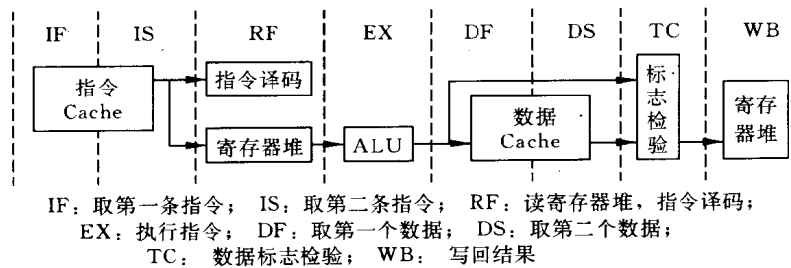 IF IS RF EX DF DS TC WB
指令
Cache
指令译码
寄存器堆
ALU
数据
Cache
标志检验
寄存器堆
IF：取第一条指令； IS：取第二条指令； RF：读寄存器堆，指令译码；
EX：执行指令； DF：取第一个数据； DS：取第二个数据；
TC： 数据标志检验； WB： 写回结果